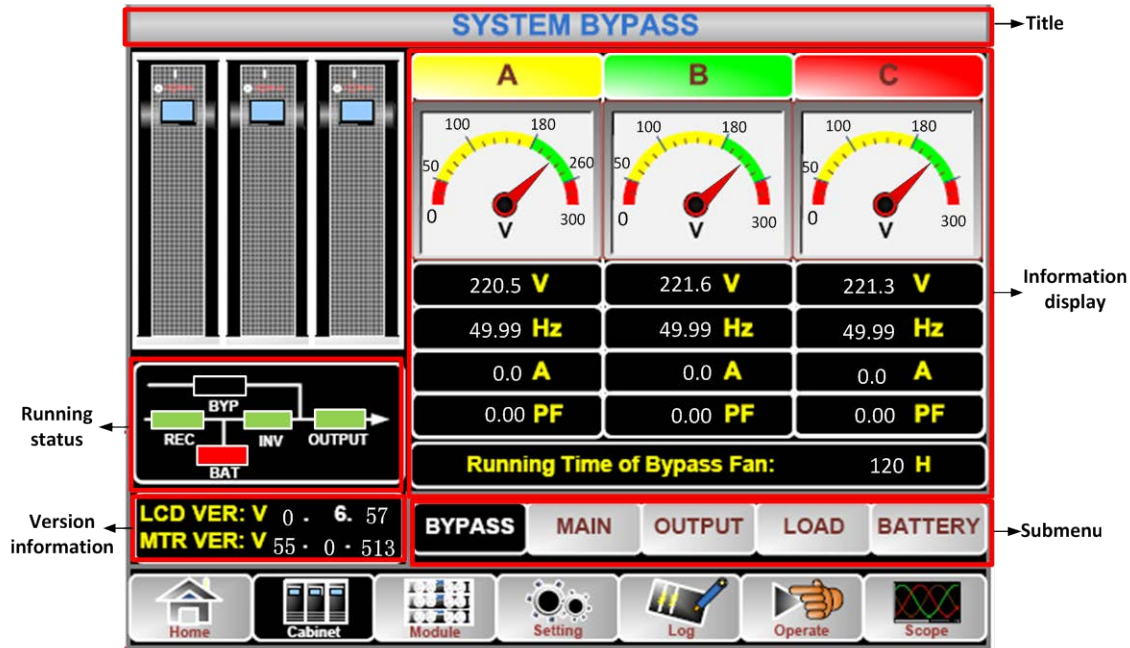 SYSTEM BYPASS
Title
A B C
100 180 100 180 100 180
50 260 50 50
0 300 0 300 0 300
V V V
220.5 V 221.6 V 221.3 V
Information
display
49.99 Hz 49.99 Hz 49.99 Hz
0.0 A 0.0 A 0.0 A
0.00 PF 0.00 PF 0.00 PF
Running Time of Bypass Fan: 120 H
Running
status
BYP
REC INV OUTPUT
BAT
Version
information
LCD VER: V 0 . 6. 57
MTR VER: V 55 . 0 . 513
BYPASS MAIN OUTPUT LOAD BATTERY
Submenu
Home Cabinet Module Setting Log Operate Scope